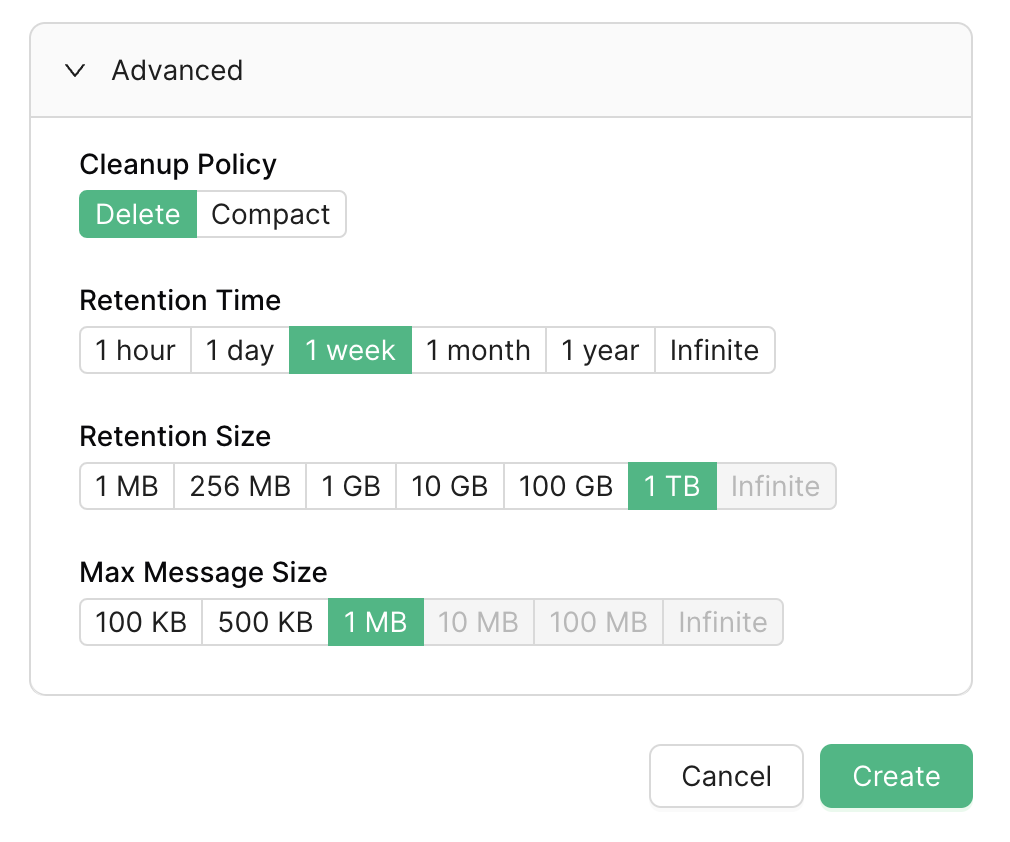 Advanced
Cleanup Policy
Delete Compact
Retention Time
1 hour 1 day 1 week 1 month 1 year Infinite
Retention Size
1 MB 256 MB 1 GB 10 GB 100 GB 1 TB Infinite
Max Message Size
100 KB 500 KB 1 MB 10 MB 100 MB Infinite
Cancel Create